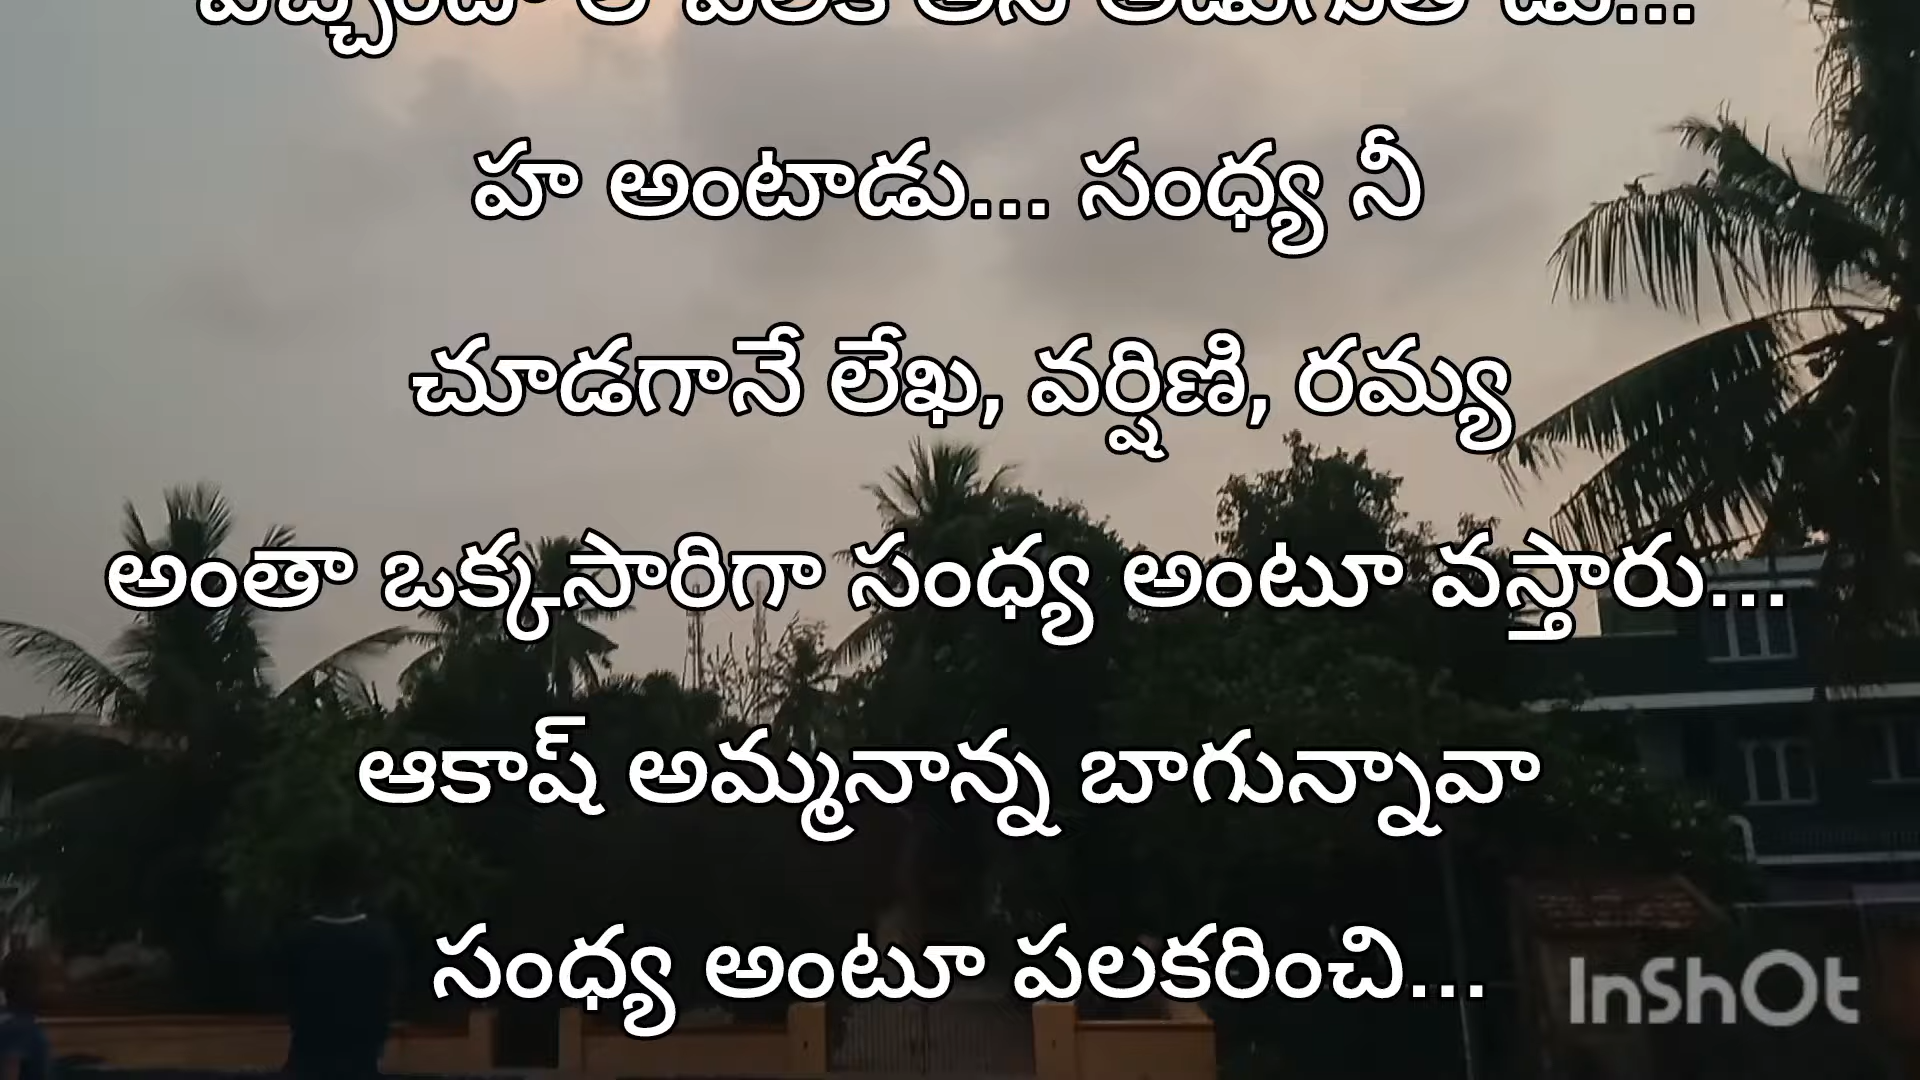 హ అంటాడు... సంధ్య నీ
చూడగానే లేఖ, వర్షిణి, రమ్య
అంతా ఒక్కసారిగా సంధ్య అంటూ వస్తారు...
ఆకాష్ అమ్మనాన్న బాగున్నావా
సంధ్య అంటూ పలకరించి...
InShOt